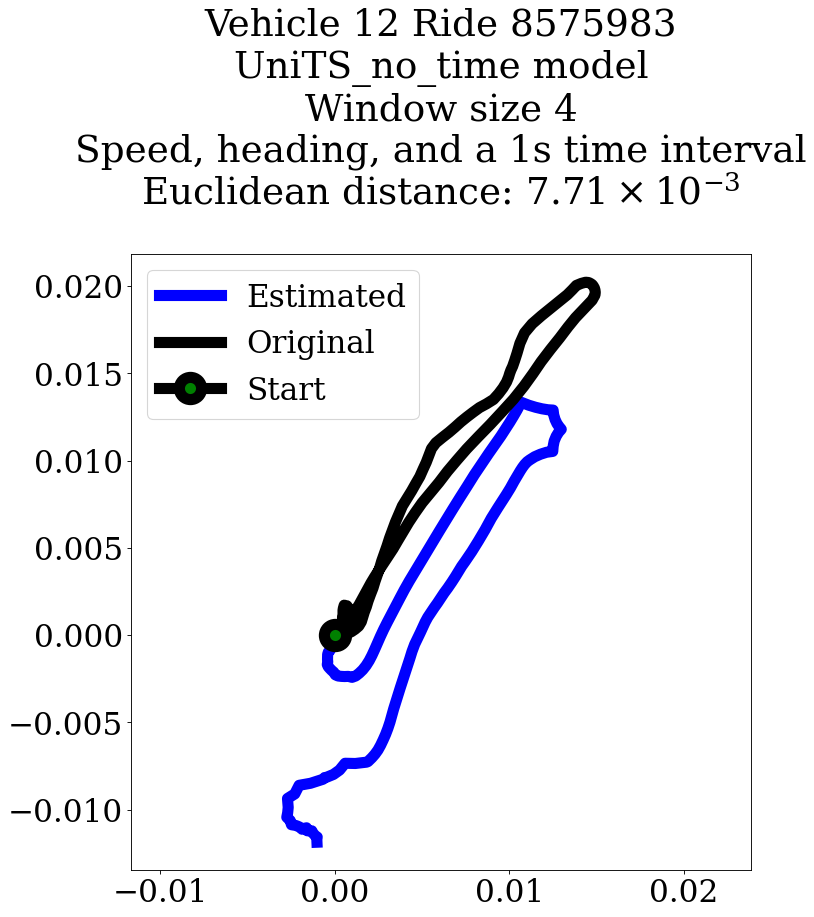 Vehicle 12 Ride 8575983
UniTS_no_time model
Window size 4
Speed, heading, and a 1s time interval
Euclidean distance: 7.71 × 10⁻³
Estimated
Original
Start
0.020
0.015
0.010
0.005
0.000
−0.005
−0.010
−0.01 0.00 0.01 0.02